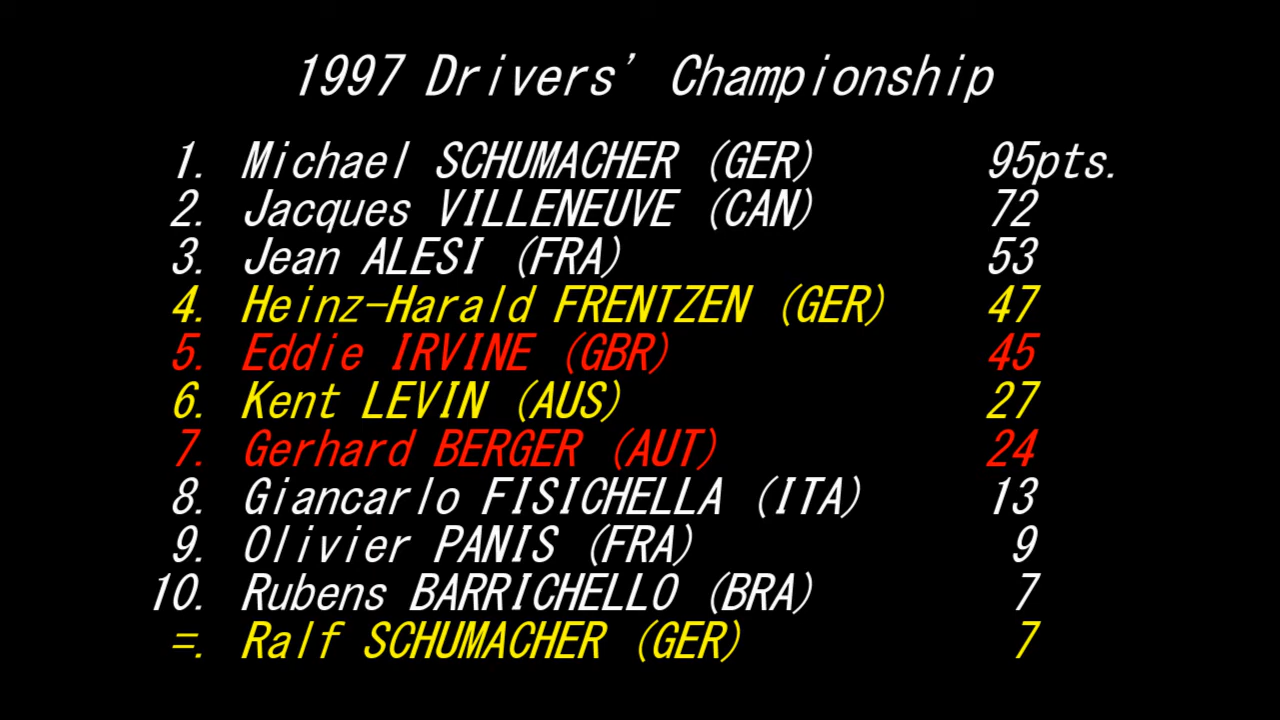 1997 Drivers' Championship
1. Michael SCHUMACHER (GER) 95pts.
2. Jacques VILLENEUVE (CAN) 72
3. Jean ALESI (FRA) 53
4. Heinz-Harald FRENTZEN (GER) 47
5. Eddie IRVINE (GBR) 45
6. Kent LEVIN (AUS) 27
7. Gerhard BERGER (AUT) 24
8. Giancarlo FISICHELLA (ITA) 13
9. Olivier PANIS (FRA) 9
10. Rubens BARRICHELLO (BRA) 7
=. Ralf SCHUMACHER (GER) 7